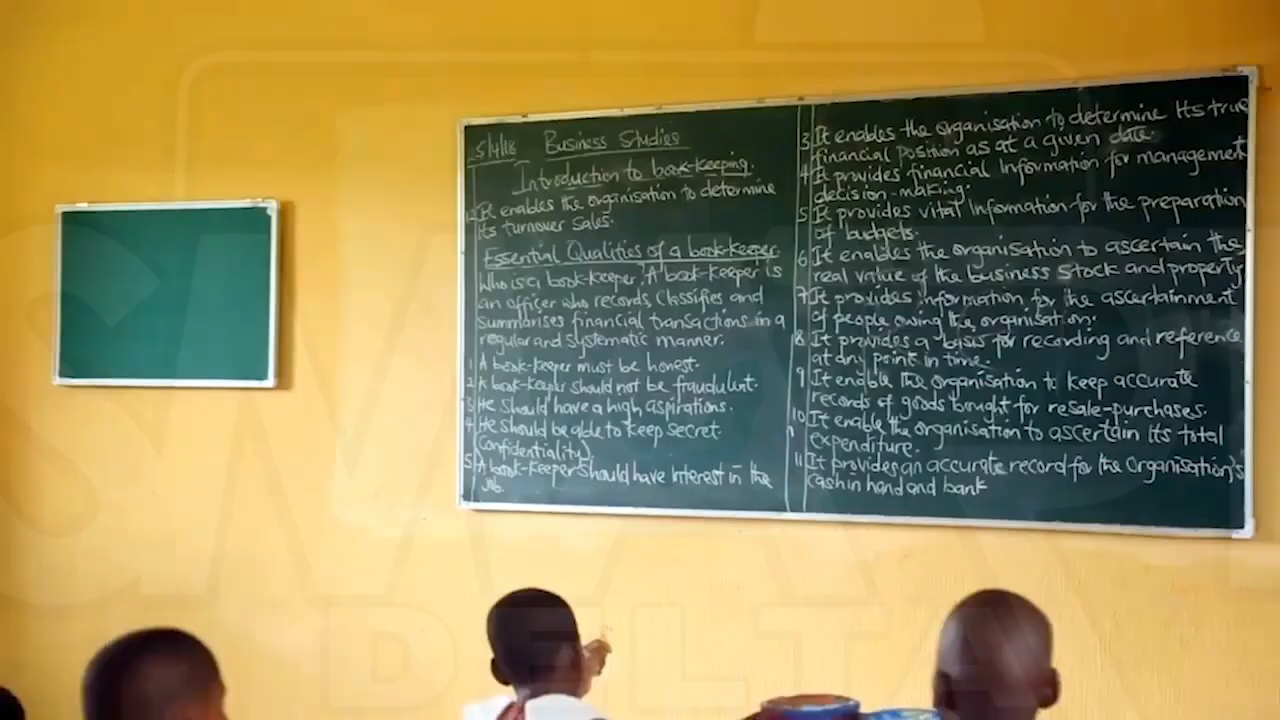 5/4/18 Business Studies
Introduction to book-keeping.
12 It enables the organisation to determine
Its turnover sales.
Essential Qualities of a book-keeper
Who is a book-keeper? A book-keeper is
an officer who records, Classifies and
summarises financial transactions in a
regular and systematic manner.
1 A book-keeper must be honest.
2 A book-keeper should not be fraudulent.
3 He should have a high aspirations.
4 He should be able to keep secret.
(Confidentiality)
5 A book-keeper should have Interest in the
job.
3 It enables the organisation to determine Its true
financial position as at a given date.
4 It provides financial Information for management
decision-making.
5 It provides vital Information for the preparation
of budgets.
6 It enables the organisation to ascertain the
real value of the business stock and property
7 It provides information for the ascertainment
of people owing the organisation.
8 It provides a basis for recording and reference
at any point in time.
9 It enable the organisation to keep accurate
records of goods bought for resale-purchases.
10 It enable the organisation to ascertain Its total
expenditure.
11 It provides an accurate record for the Organisation's
cash in hand and bank
DELTA